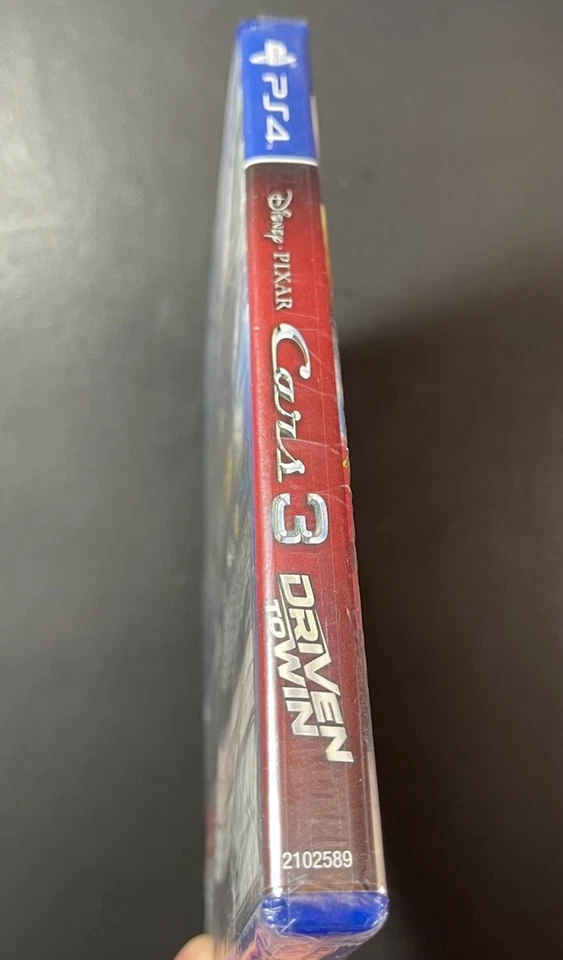 PS4
Disney · PIXAR
Cars 3
DRIVEN
TO WIN
2102589